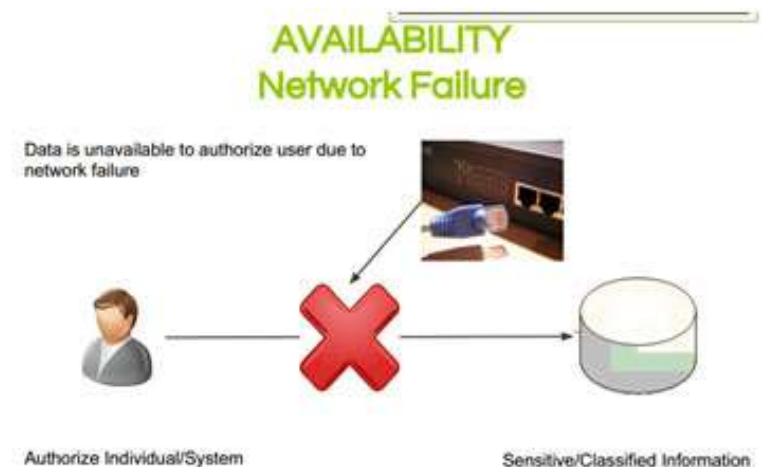 AVAILABILITY
Network Failure
Data is unavailable to authorize user due to
network failure
Authorize Individual/System
Sensitive/Classified Information